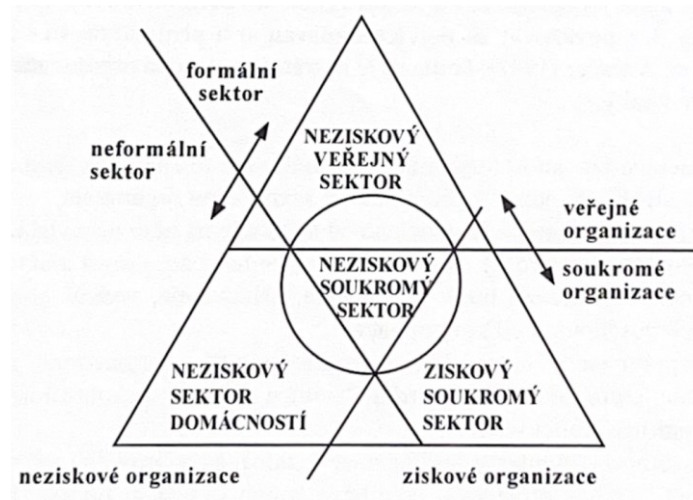 formální
sektor
neformální
sektor
NEZISKOVÝ
VEŘEJNÝ
SEKTOR
veřejné
organizace
soukromé
organizace
NEZISKOVÝ
SOUKROMÝ
SEKTOR
NEZISKOVÝ
SEKTOR
DOMÁCNOSTÍ
ZISKOVÝ
SOUKROMÝ
SEKTOR
neziskové organizace
ziskové organizace